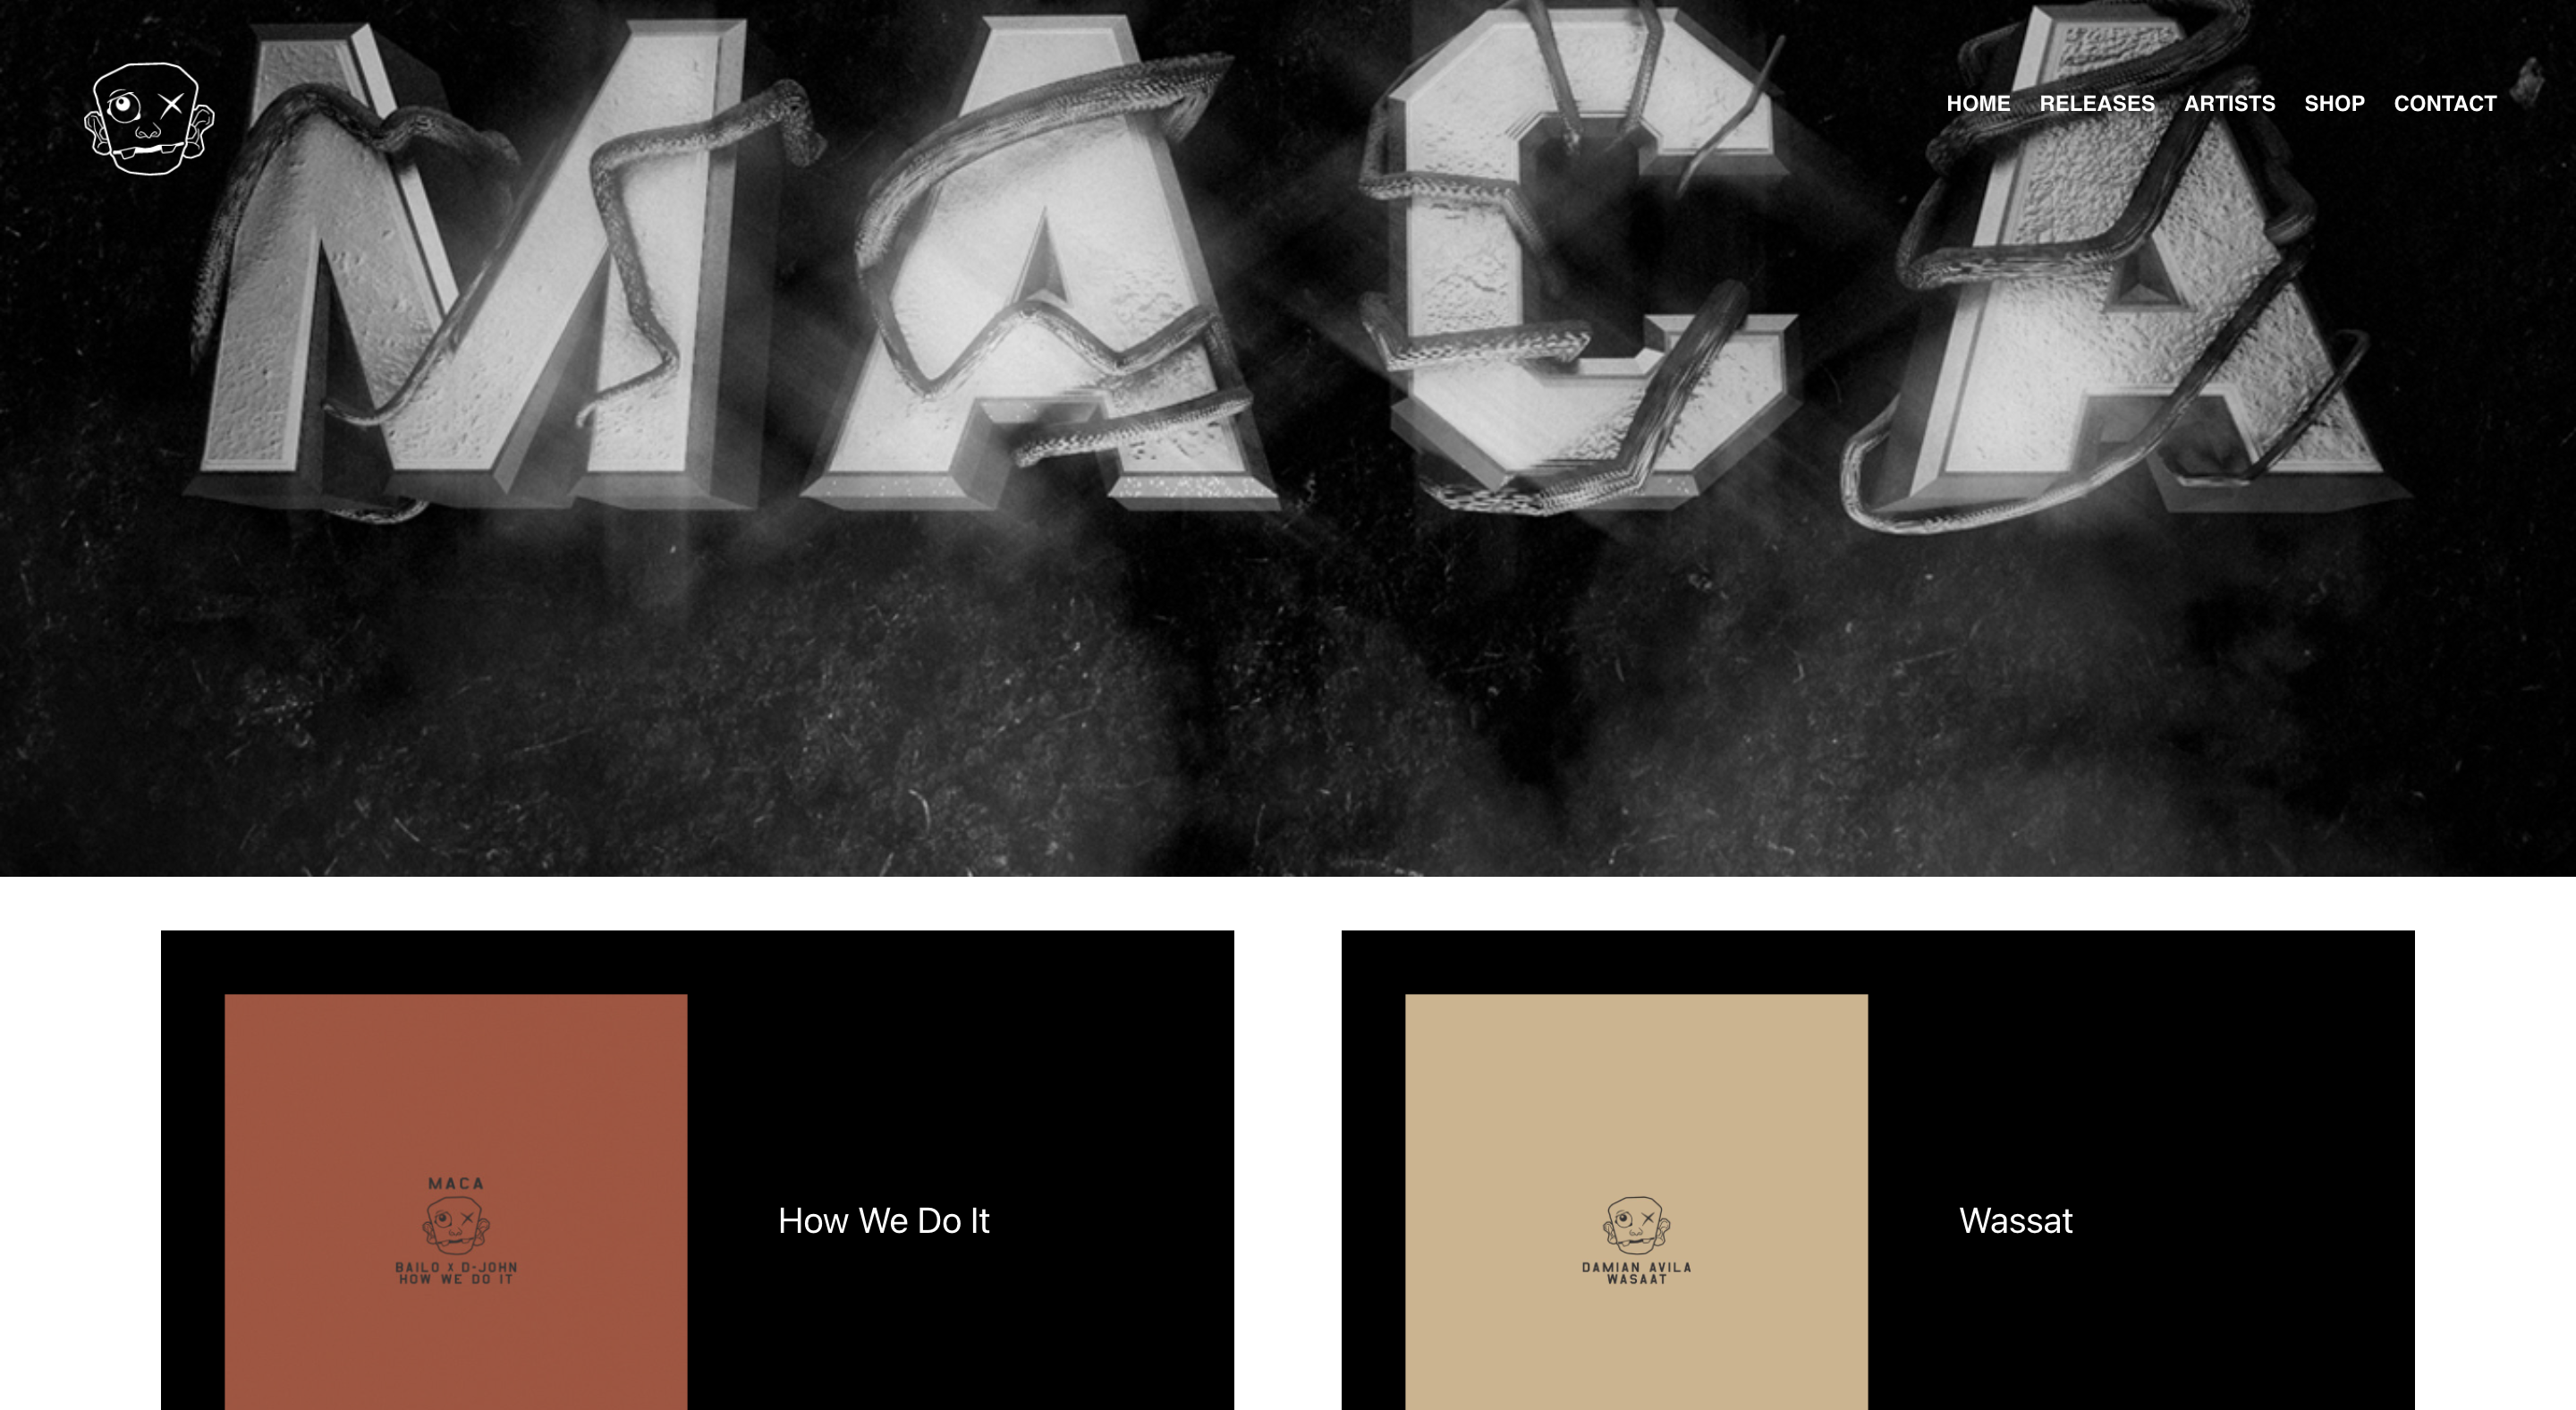 MACA
HOME RELEASES ARTISTS SHOP CONTACT
MACA
BAILO X D-JOHN
HOW WE DO IT
How We Do It
DAMIAN AVILA
WASAAT
Wassat